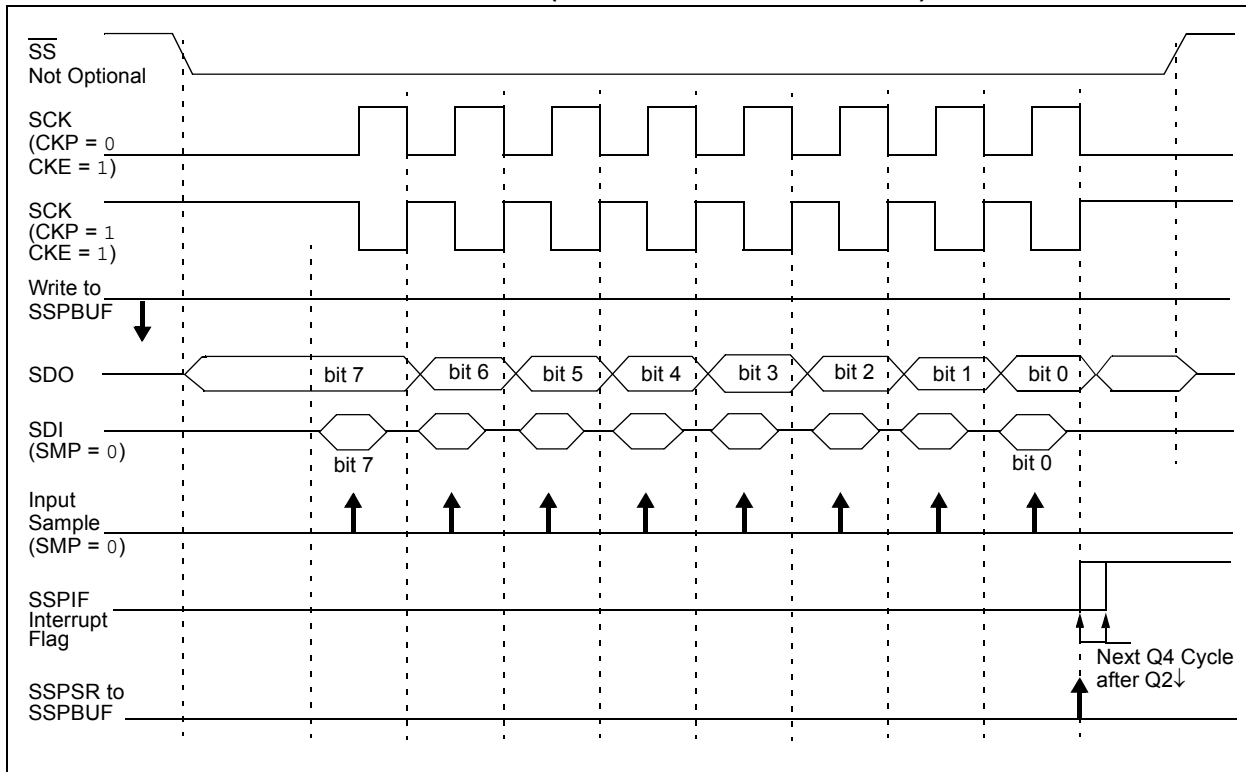 SS
Not Optional
SCK
(CKP = 0
CKE = 1)
SCK
(CKP = 1
CKE = 1)
Write to
SSPBUF
SDO
bit 7
bit 6
bit 5
bit 4
bit 3
bit 2
bit 1
bit 0
SDI
(SMP = 0)
bit 7
bit 0
Input
Sample
(SMP = 0)
SSPIF
Interrupt
Flag
Next Q4 Cycle
after Q2↓
SSPSR to
SSPBUF